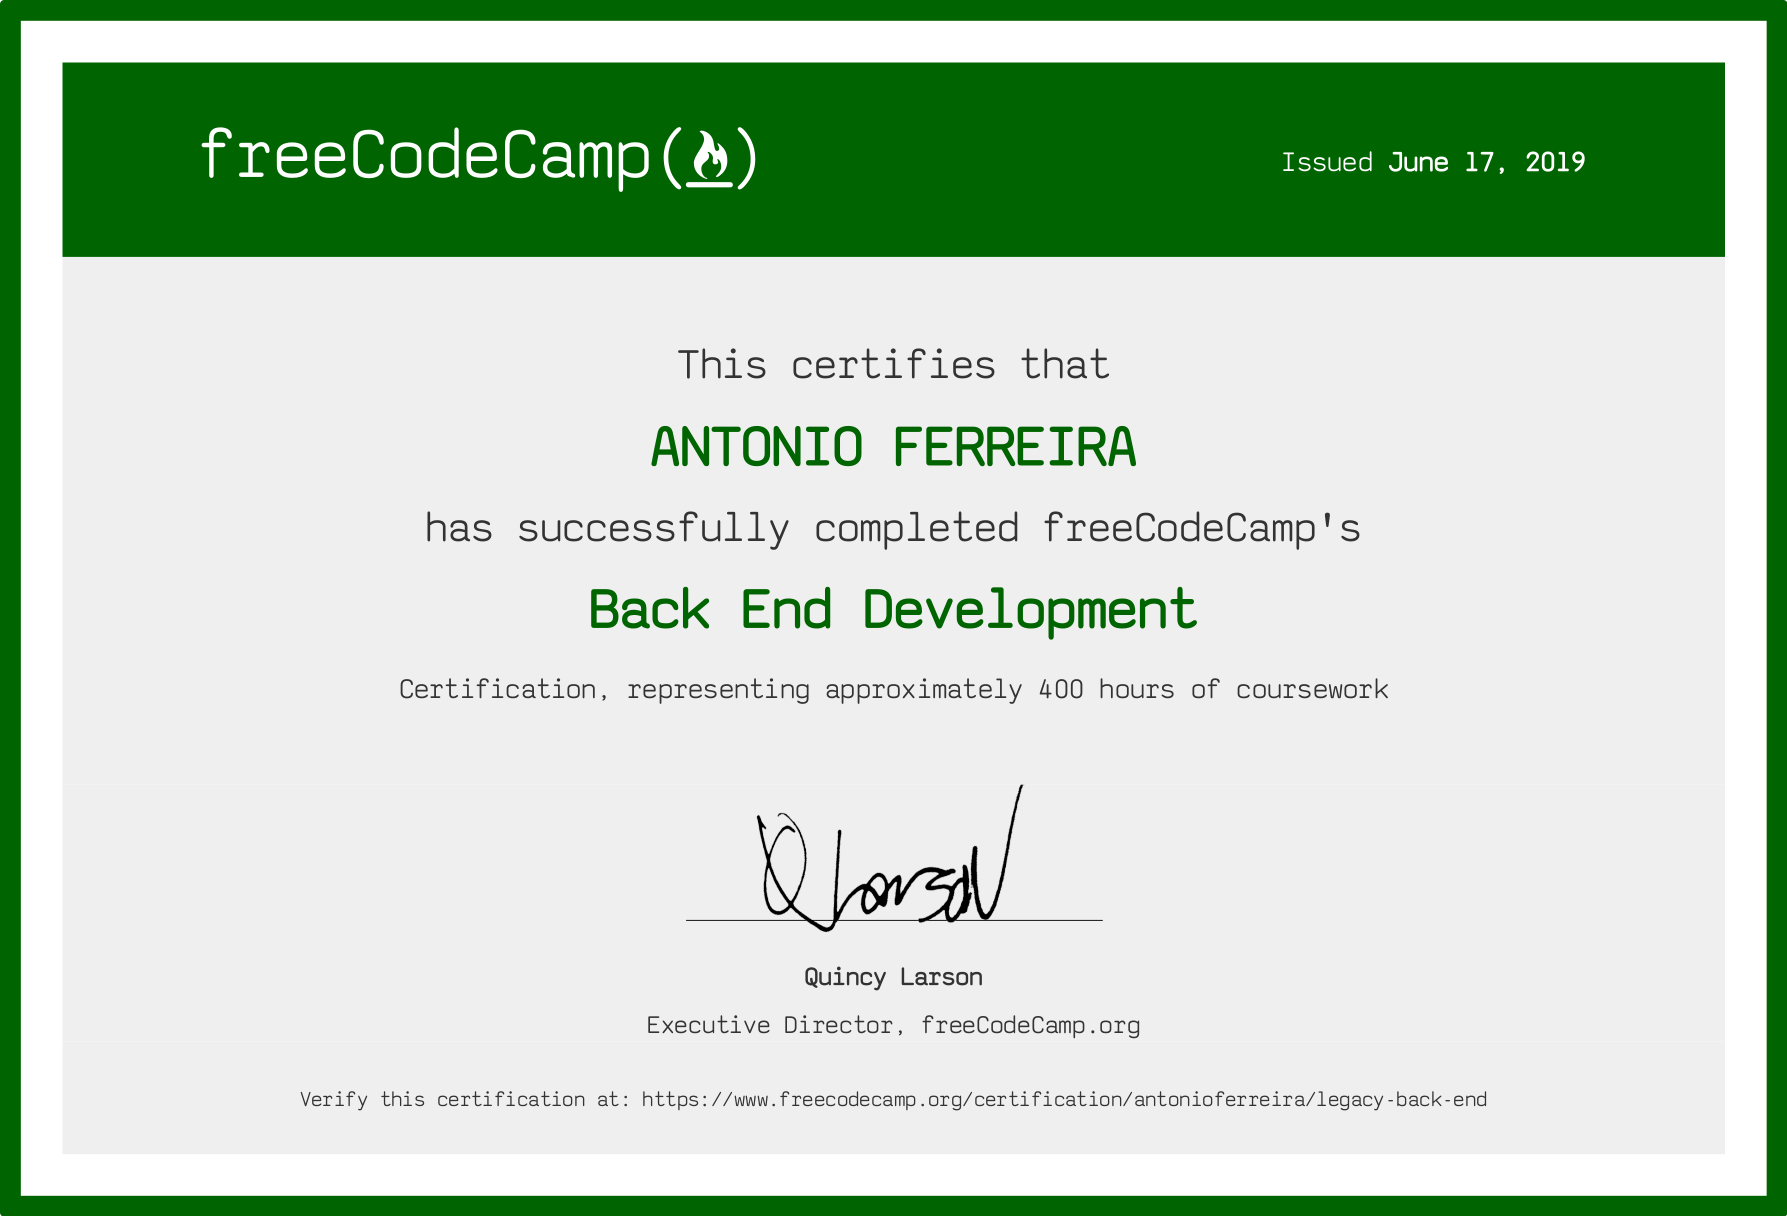 freeCodeCamp(🔥)
Issued June 17, 2019
This certifies that
ANTONIO FERREIRA
has successfully completed freeCodeCamp's
Back End Development
Certification, representing approximately 400 hours of coursework
Q Larson
Quincy Larson
Executive Director, freeCodeCamp.org
Verify this certification at: https://www.freecodecamp.org/certification/antonioferreira/legacy-back-end